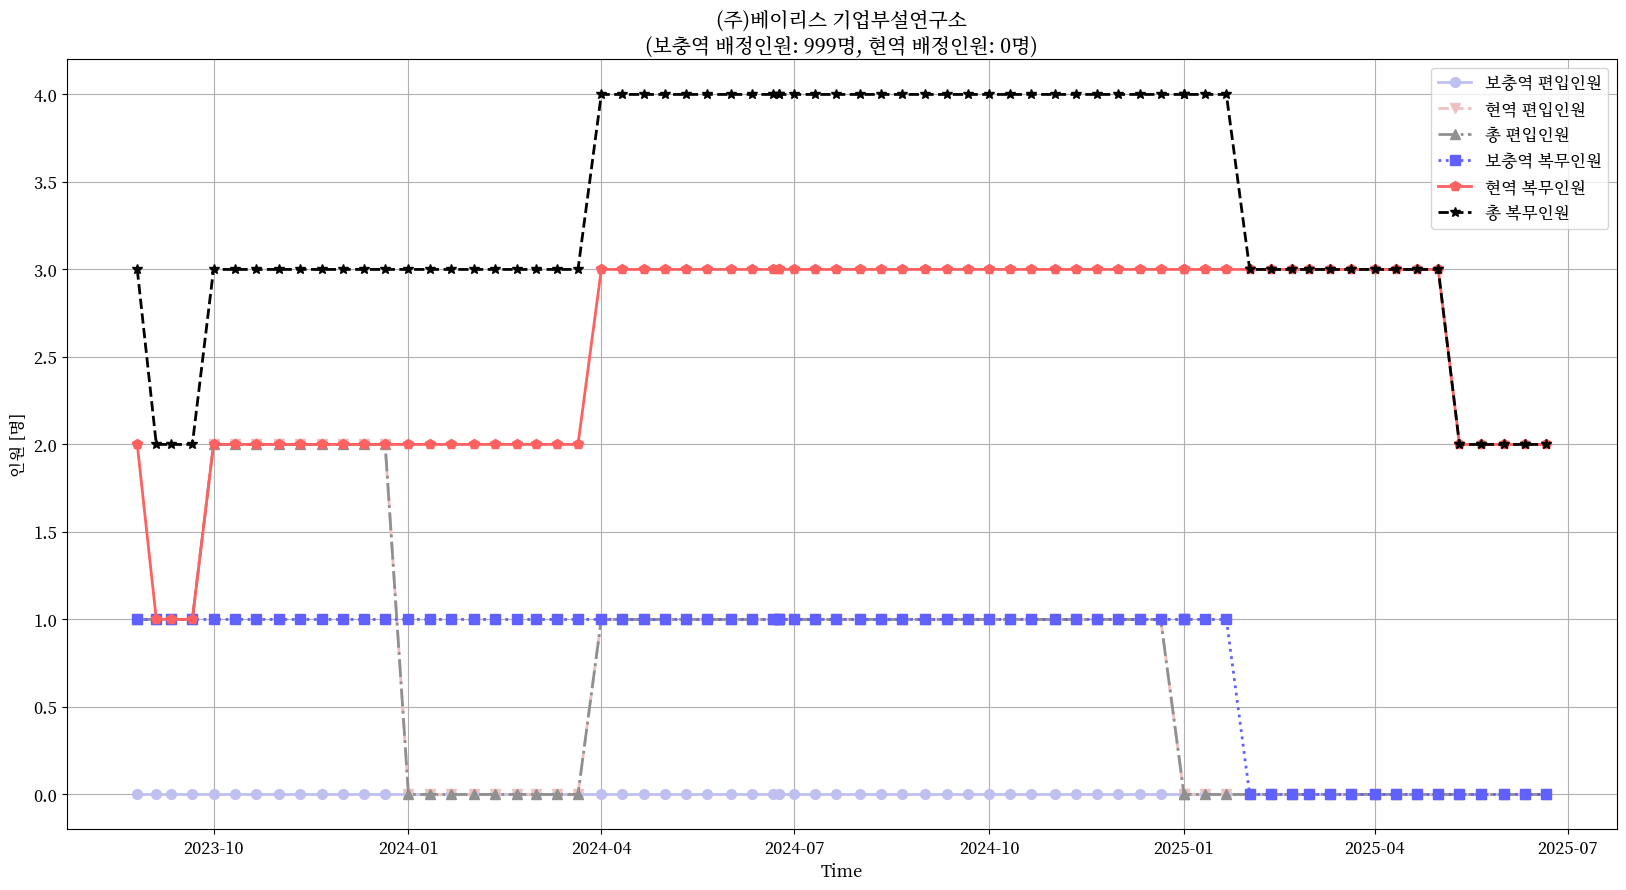 (주)베이리스 기업부설연구소
(보충역 배정인원: 999명, 현역 배정인원: 0명)
4.0
3.5
3.0
2.5
2.0
1.5
1.0
0.5
0.0
인원 [명]
보충역 편입인원
현역 편입인원
총 편입인원
보충역 복무인원
현역 복무인원
총 복무인원
2023-10
2024-01
2024-04
2024-07
2024-10
2025-01
2025-04
2025-07
Time